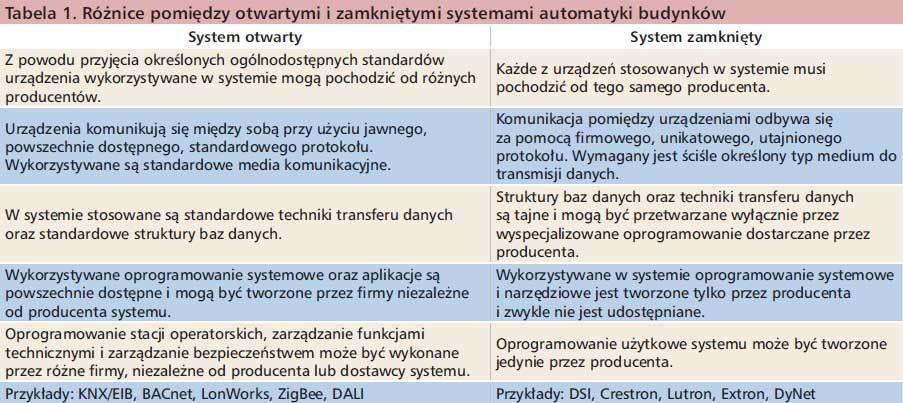 Tabela 1. Różnice pomiędzy otwartymi i zamkniętymi systemami automatyki budynków
System otwarty
System zamknięty
Z powodu przyjęcia określonych ogólnodostępnych standardów
urządzenia wykorzystywane w systemie mogą pochodzić od różnych
producentów.
Każde z urządzeń stosowanych w systemie musi
pochodzić od tego samego producenta.
Urządzenia komunikują się między sobą przy użyciu jawnego,
powszechnie dostępnego, standardowego protokołu.
Wykorzystywane są standardowe media komunikacyjne.
Komunikacja pomiędzy urządzeniami odbywa się
za pomocą firmowego, unikatowego, utajnionego
protokołu. Wymagany jest ściśle określony typ medium do
transmisji danych.
W systemie stosowane są standardowe techniki transferu danych
oraz standardowe struktury baz danych.
Struktury baz danych oraz techniki transferu danych
są tajne i mogą być przetwarzane wyłącznie przez
wyspecjalizowane oprogramowanie dostarczane przez
producenta.
Wykorzystywane oprogramowanie systemowe oraz aplikacje są
powszechnie dostępne i mogą być tworzone przez firmy niezależne
od producenta systemu.
Wykorzystywane w systemie oprogramowanie systemowe
i narzędziowe jest tworzone tylko przez producenta
i zwykle nie jest udostępniane.
Oprogramowanie stacji operatorskich, zarządzanie funkcjami
technicznymi i zarządzanie bezpieczeństwem może być wykonane
przez różne firmy, niezależne od producenta lub dostawcy systemu.
Oprogramowanie użytkowe systemu może być tworzone
jedynie przez producenta.
Przykłady: KNX/EIB, BACnet, LonWorks, ZigBee, DALI
Przykłady: DSI, Crestron, Lutron, Extron, DyNet